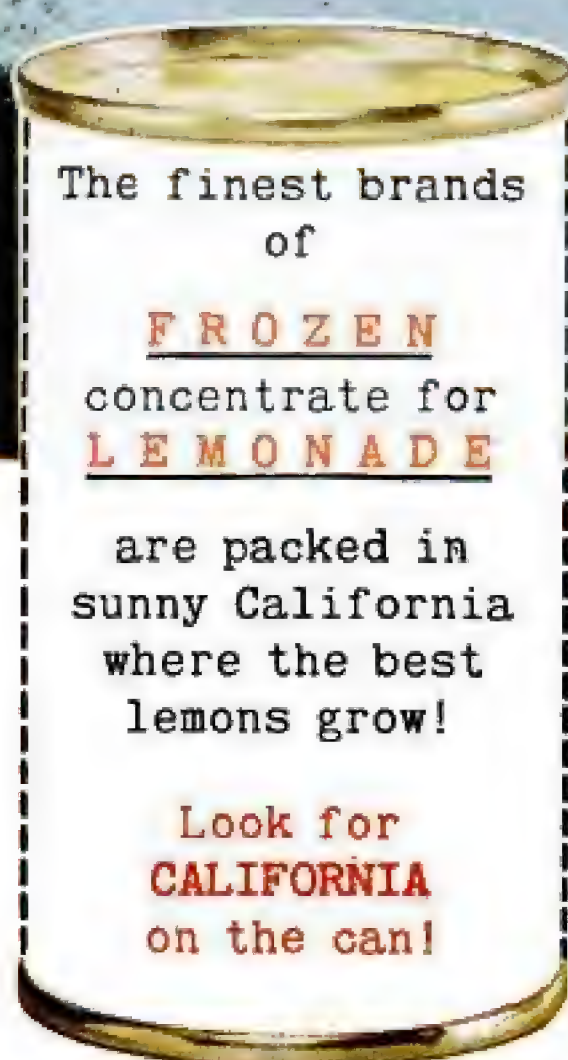 The finest brands
of
FROZEN
concentrate for
LEMONADE
are packed in
sunny California
where the best
lemons grow!
Look for
CALIFORNIA
on the can!